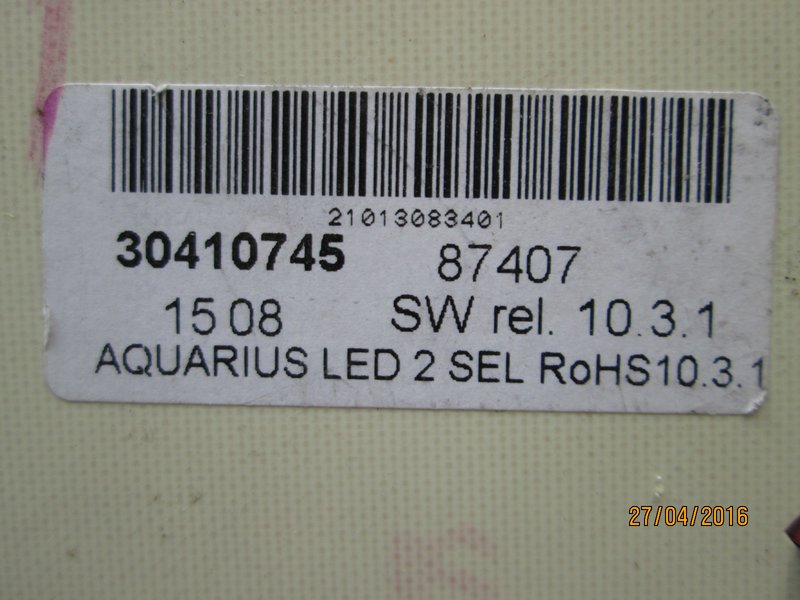 21013083401
30410745 87407
15 08 SW rel. 10.3.1
AQUARIUS LED 2 SEL RoHS10.3.1
27/04/2016